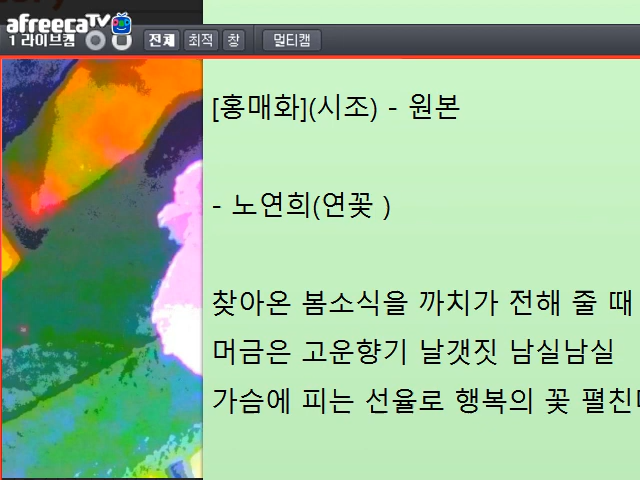 afreecaTV
1 라이브캠
전체 최적 창 멀티캠
[홍매화](시조) - 원본
- 노연희(연꽃 )
찾아온 봄소식을 까치가 전해 줄 때
머금은 고운향기 날갯짓 남실남실
가슴에 피는 선율로 행복의 꽃 펼친